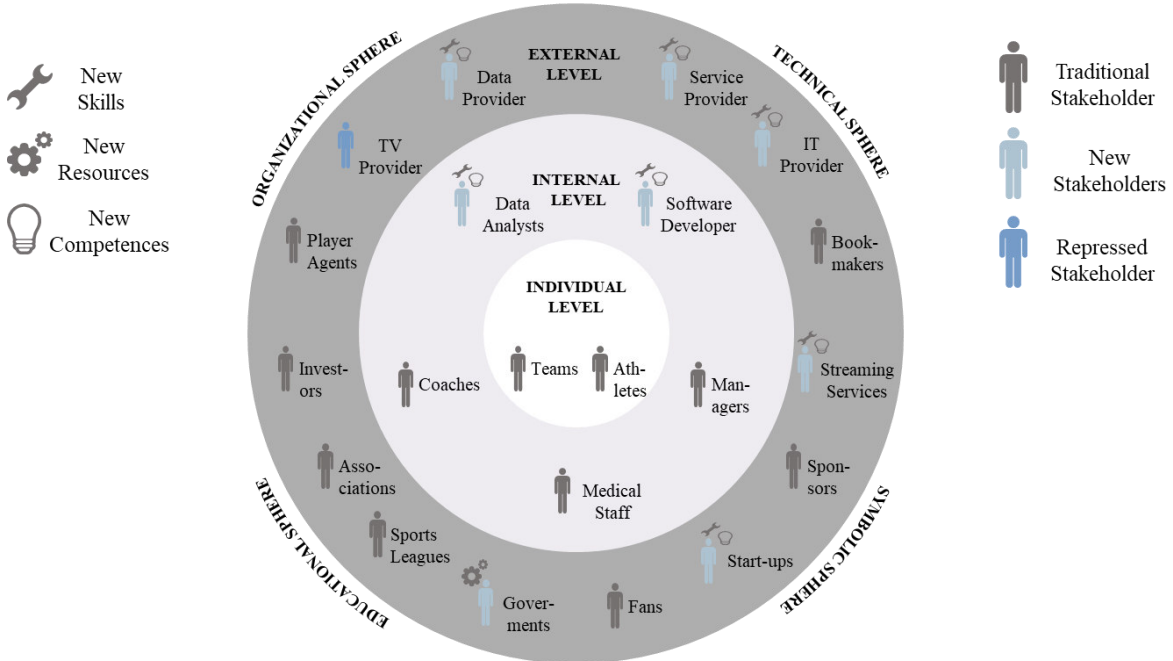 New
Skills
New
Resources
New
Competences
ORGANIZATIONAL SPHERE
TECHNICAL SPHERE
EDUCATIONAL SPHERE
SYMBOLIC SPHERE
EXTERNAL
LEVEL
Data
Provider
Service
Provider
TV
Provider
IT
Provider
Player
Agents
Book-
makers
Invest-
ors
Streaming
Services
Asso-
ciations
Spon-
sors
Sports
Leagues
Start-ups
Gover-
ments
Fans
INTERNAL
LEVEL
Data
Analysts
Software
Developer
Coaches
Man-
agers
Medical
Staff
INDIVIDUAL
LEVEL
Teams
Ath-
letes
Traditional
Stakeholder
New
Stakeholders
Repressed
Stakeholder